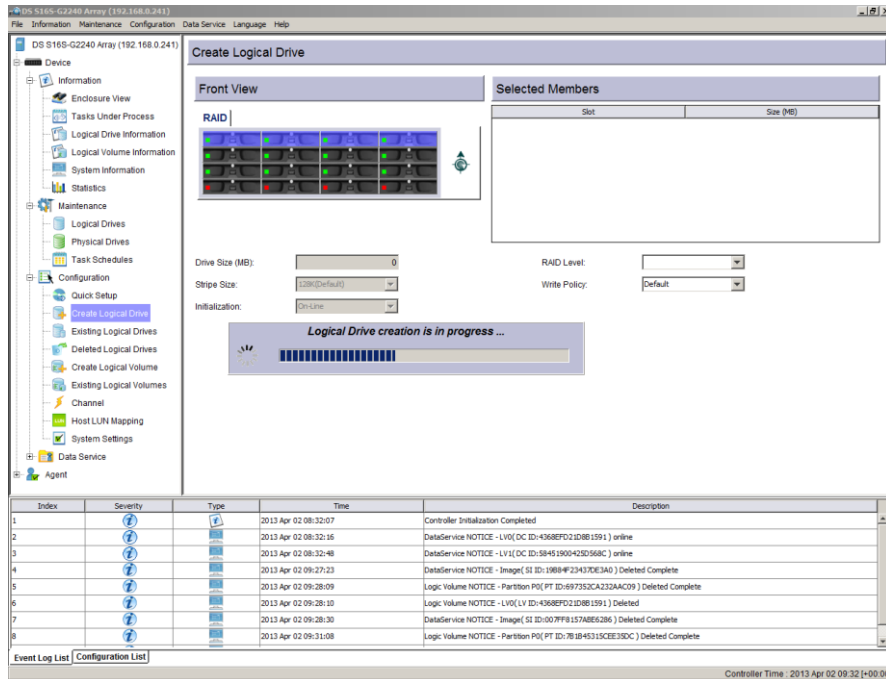 DS S16S-G2240 Array (192.168.0.241)
File Information Maintenance Configuration Data Service Language Help
DS S16S-G2240 Array (192.168.0.241)
Device
Information
Enclosure View
Tasks Under Process
Logical Drive Information
Logical Volume Information
System Information
Statistics
Maintenance
Logical Drives
Physical Drives
Task Schedules
Configuration
Quick Setup
Create Logical Drive
Existing Logical Drives
Deleted Logical Drives
Create Logical Volume
Existing Logical Volumes
Channel
LUN Host LUN Mapping
System Settings
Data Service
Agent
Create Logical Drive
Front View
RAID
Selected Members
Slot Size (MB)
Drive Size (MB): 0
RAID Level:
Stripe Size: 128K(Default)
Write Policy: Default
Initialization: On-Line
Logical Drive creation is in progress ...
Index Severity Type Time Description
1 2013 Apr 02 08:32:07 Controller Initialization Completed
2 2013 Apr 02 08:32:16 DataService NOTICE - LV0( DC ID:4368EFD21D8B1591 ) online
3 2013 Apr 02 08:32:48 DataService NOTICE - LV1( DC ID:58451900425D568C ) online
4 2013 Apr 02 09:27:23 DataService NOTICE - Image( SI ID:19B84F23437DE3A0 ) Deleted Complete
5 2013 Apr 02 09:28:09 Logic Volume NOTICE - Partition P0( PT ID:697352CA232AAC09 ) Deleted Complete
6 2013 Apr 02 09:28:10 Logic Volume NOTICE - LV0( LV ID:4368EFD21D8B1591 ) Deleted
7 2013 Apr 02 09:28:30 DataService NOTICE - Image( SI ID:007FF8157ABE6286 ) Deleted Complete
8 2013 Apr 02 09:31:08 Logic Volume NOTICE - Partition P0( PT ID:7B1B45315CEE35DC ) Deleted Complete
Event Log List Configuration List
Controller Time : 2013 Apr 02 09:32 [+00:00